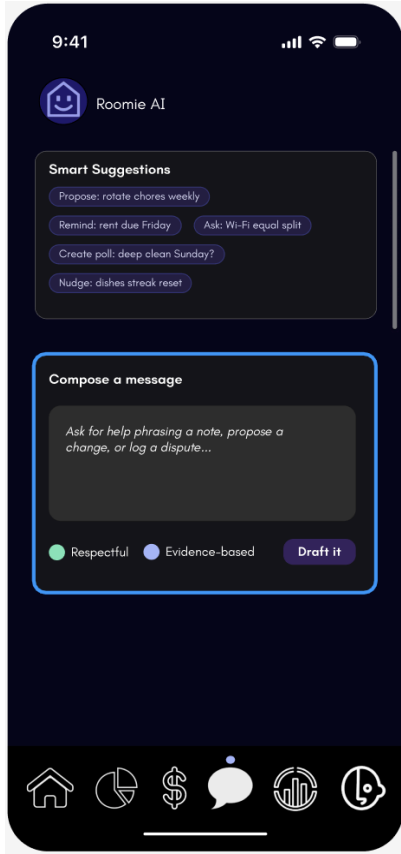 9:41
Roomie AI
Smart Suggestions
Propose: rotate chores weekly
Remind: rent due Friday Ask: Wi-Fi equal split
Create poll: deep clean Sunday?
Nudge: dishes streak reset
Compose a message
Ask for help phrasing a note, propose a
change, or log a dispute...
Respectful Evidence-based Draft it